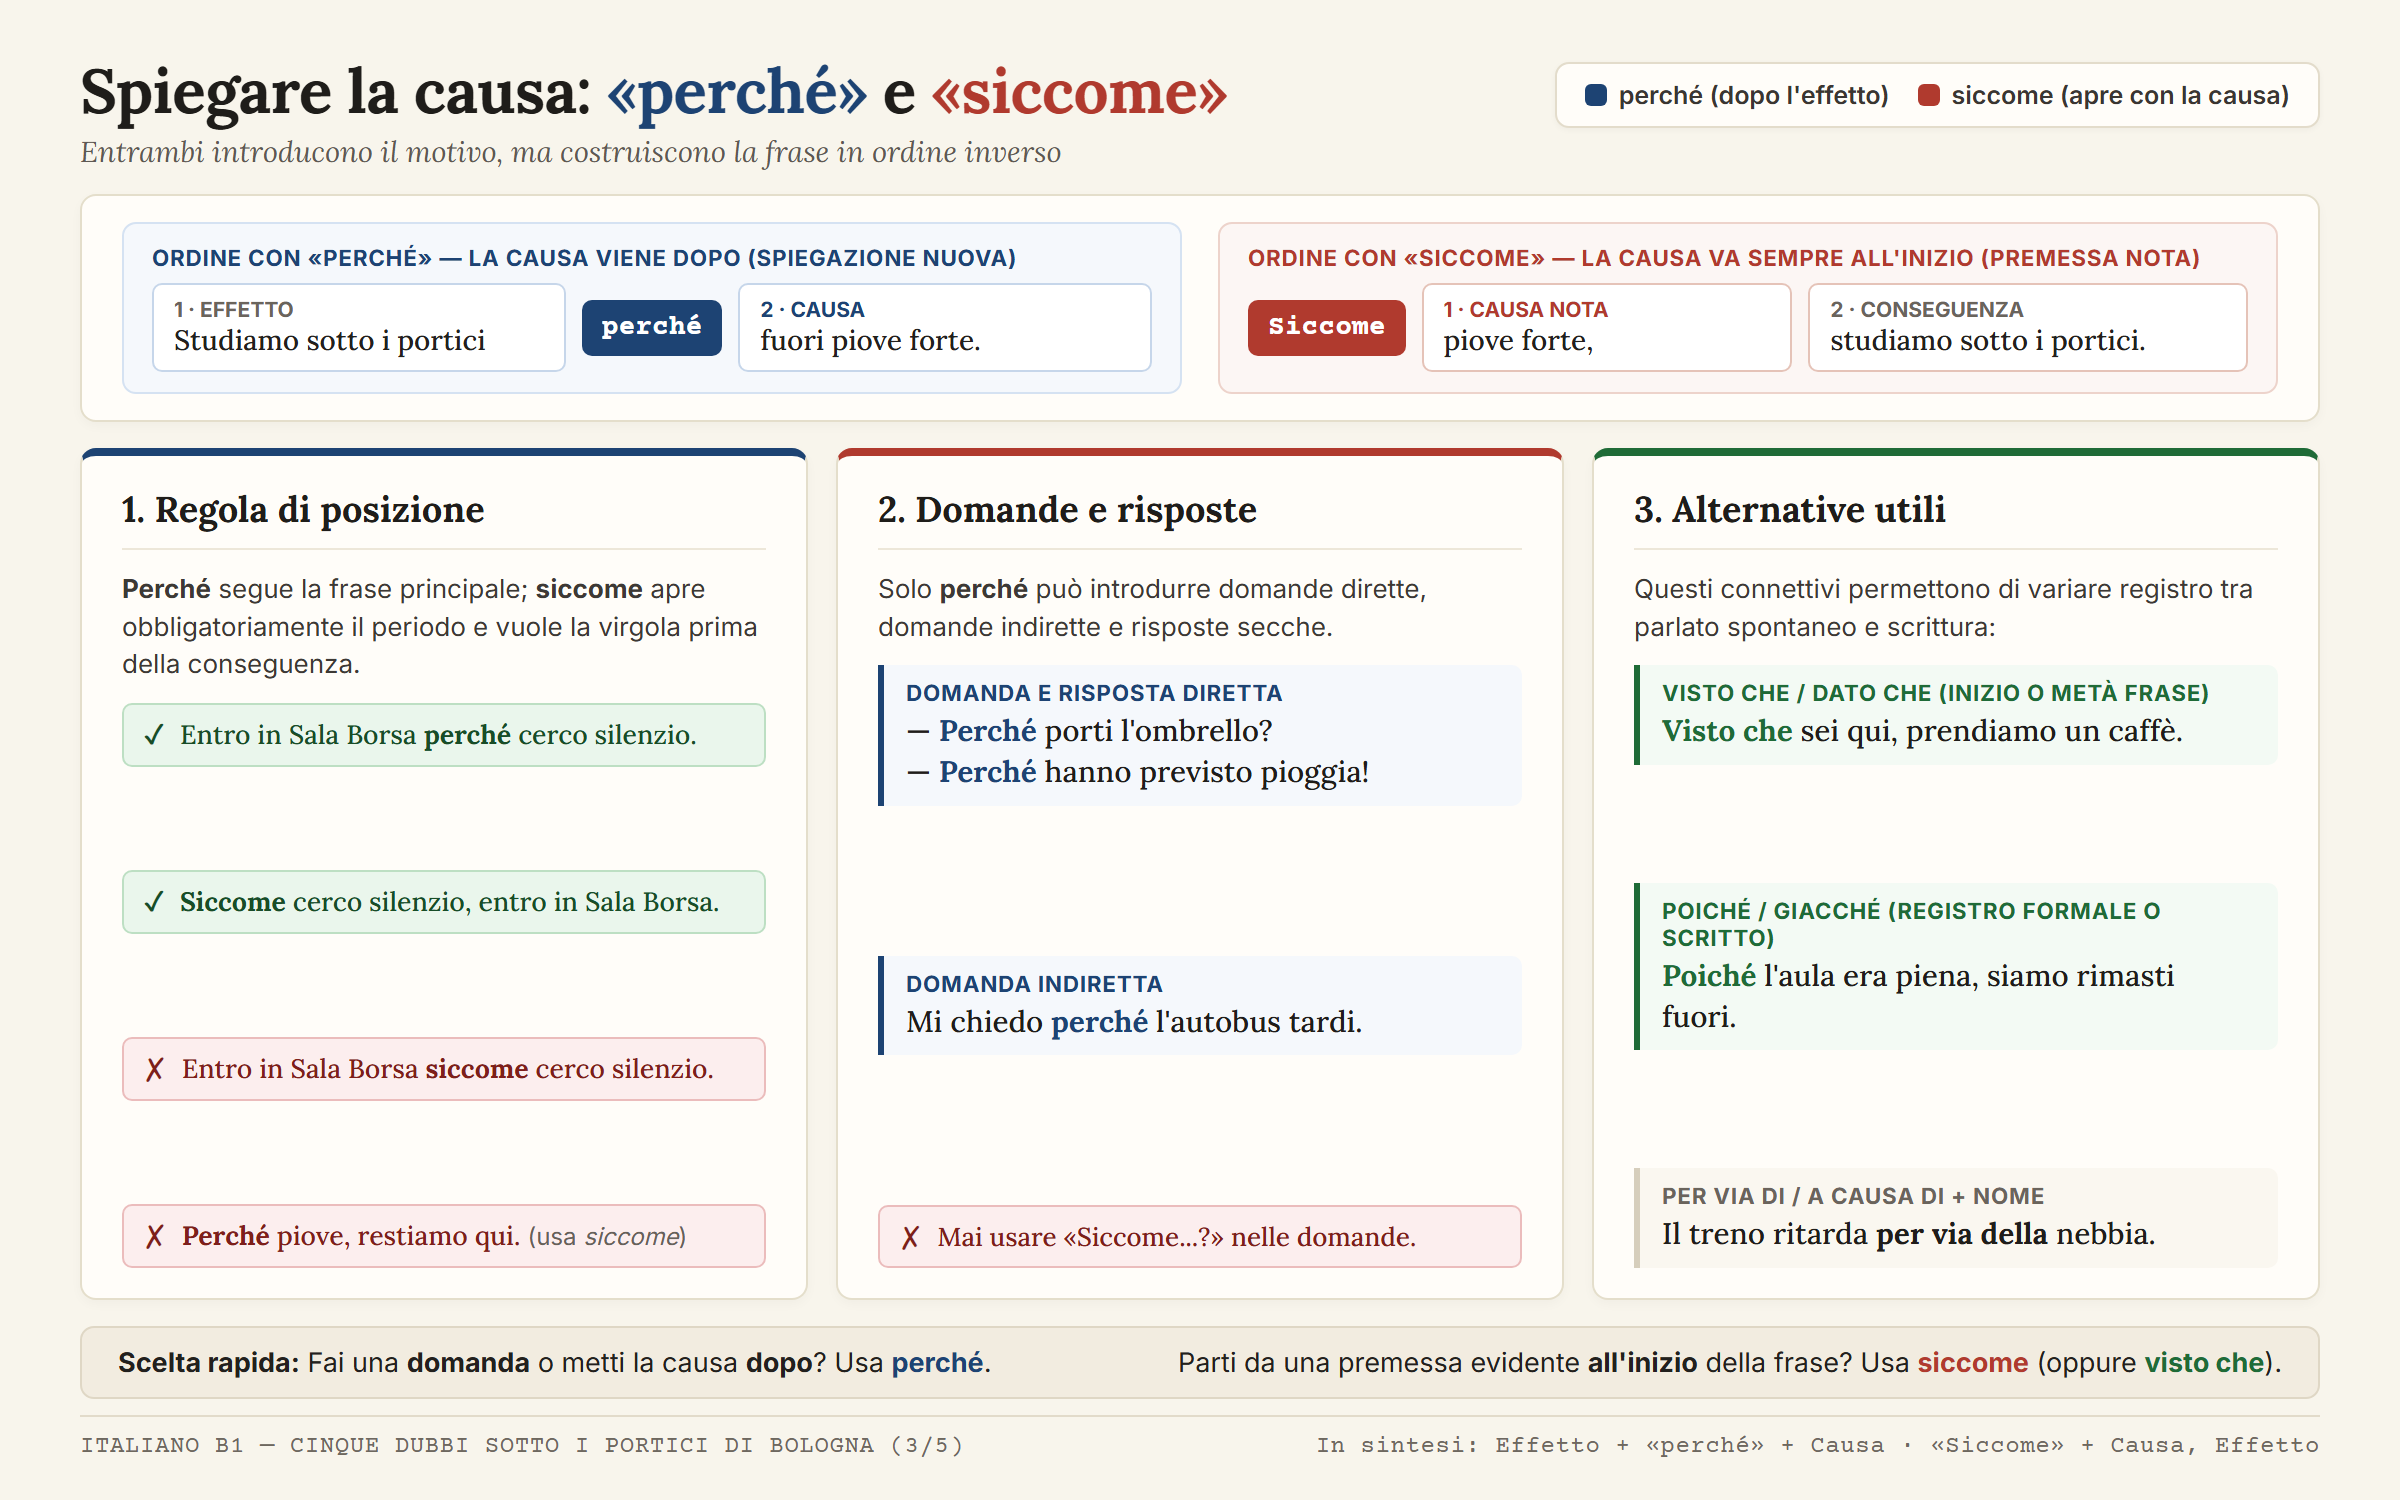 Spiegare la causa: «perché» e «siccome»
Entrambi introducono il motivo, ma costruiscono la frase in ordine inverso
perché (dopo l'effetto)
siccome (apre con la causa)
ORDINE CON «PERCHÉ» — LA CAUSA VIENE DOPO (SPIEGAZIONE NUOVA)
1 · EFFETTO
Studiamo sotto i portici
perché
2 · CAUSA
fuori piove forte.
ORDINE CON «SICCOME» — LA CAUSA VA SEMPRE ALL'INIZIO (PREMESSA NOTA)
Siccome
1 · CAUSA NOTA
piove forte,
2 · CONSEGUENZA
studiamo sotto i portici.
1. Regola di posizione
Perché segue la frase principale; siccome apre
obbligatoriamente il periodo e vuole la virgola prima
della conseguenza.
✓ Entro in Sala Borsa perché cerco silenzio.
✓ Siccome cerco silenzio, entro in Sala Borsa.
✗ Entro in Sala Borsa siccome cerco silenzio.
✗ Perché piove, restiamo qui. (usa siccome)
2. Domande e risposte
Solo perché può introdurre domande dirette,
domande indirette e risposte secche.
DOMANDA E RISPOSTA DIRETTA
— Perché porti l'ombrello?
— Perché hanno previsto pioggia!
DOMANDA INDIRETTA
Mi chiedo perché l'autobus tardi.
✗ Mai usare «Siccome...?» nelle domande.
3. Alternative utili
Questi connettivi permettono di variare registro tra
parlato spontaneo e scrittura:
VISTO CHE / DATO CHE (INIZIO O METÀ FRASE)
Visto che sei qui, prendiamo un caffè.
POICHÉ / GIACCHÉ (REGISTRO FORMALE O
SCRITTO)
Poiché l'aula era piena, siamo rimasti
fuori.
PER VIA DI / A CAUSA DI + NOME
Il treno ritarda per via della nebbia.
Scelta rapida: Fai una domanda o metti la causa dopo? Usa perché.
Parti da una premessa evidente all'inizio della frase? Usa siccome (oppure visto che).
ITALIANO B1 — CINQUE DUBBI SOTTO I PORTICI DI BOLOGNA (3/5)
In sintesi: Effetto + «perché» + Causa · «Siccome» + Causa, Effetto